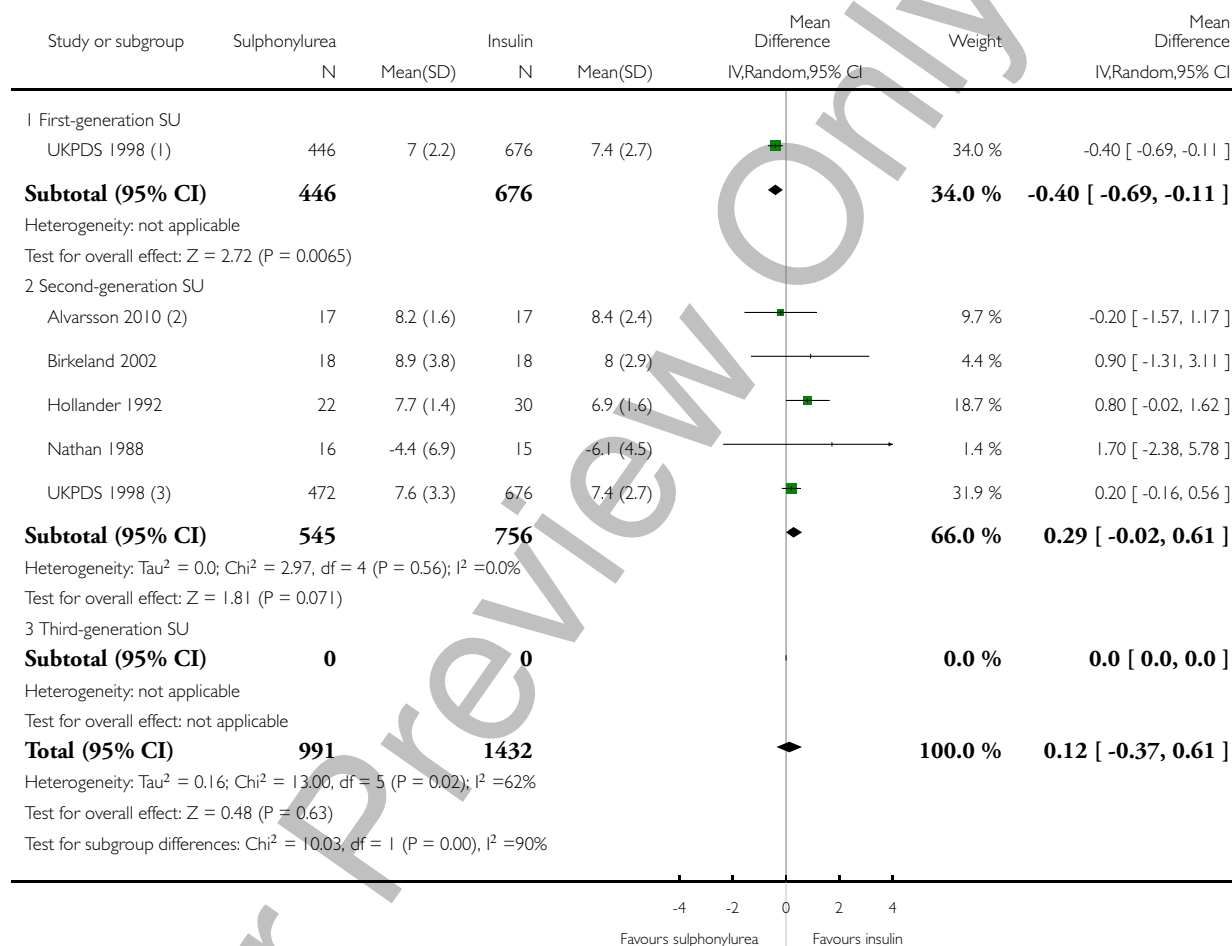 Mean Mean
Study or subgroup Sulphonylurea Insulin Difference Weight Difference
N Mean(SD) N Mean(SD) IV,Random,95% CI IV,Random,95% CI
1 First-generation SU
UKPDS 1998 (1) 446 7 (2.2) 676 7.4 (2.7) 34.0 % -0.40 [ -0.69, -0.11 ]
Subtotal (95% CI) 446 676 34.0 % -0.40 [ -0.69, -0.11 ]
Heterogeneity: not applicable
Test for overall effect: Z = 2.72 (P = 0.0065)
2 Second-generation SU
Alvarsson 2010 (2) 17 8.2 (1.6) 17 8.4 (2.4) 9.7 % -0.20 [ -1.57, 1.17 ]
Birkeland 2002 18 8.9 (3.8) 18 8 (2.9) 4.4 % 0.90 [ -1.31, 3.11 ]
Hollander 1992 22 7.7 (1.4) 30 6.9 (1.6) 18.7 % 0.80 [ -0.02, 1.62 ]
Nathan 1988 16 -4.4 (6.9) 15 -6.1 (4.5) 1.4 % 1.70 [ -2.38, 5.78 ]
UKPDS 1998 (3) 472 7.6 (3.3) 676 7.4 (2.7) 31.9 % 0.20 [ -0.16, 0.56 ]
Subtotal (95% CI) 545 756 66.0 % 0.29 [ -0.02, 0.61 ]
Heterogeneity: Tau² = 0.0; Chi² = 2.97, df = 4 (P = 0.56); I² =0.0%
Test for overall effect: Z = 1.81 (P = 0.071)
3 Third-generation SU
Subtotal (95% CI) 0 0 0.0 % 0.0 [ 0.0, 0.0 ]
Heterogeneity: not applicable
Test for overall effect: not applicable
Total (95% CI) 991 1432 100.0 % 0.12 [ -0.37, 0.61 ]
Heterogeneity: Tau² = 0.16; Chi² = 13.00, df = 5 (P = 0.02); I² =62%
Test for overall effect: Z = 0.48 (P = 0.63)
Test for subgroup differences: Chi² = 10.03, df = 1 (P = 0.00), I² =90%
-4 -2 0 2 4
Favours sulphonylurea Favours insulin
Preview Only